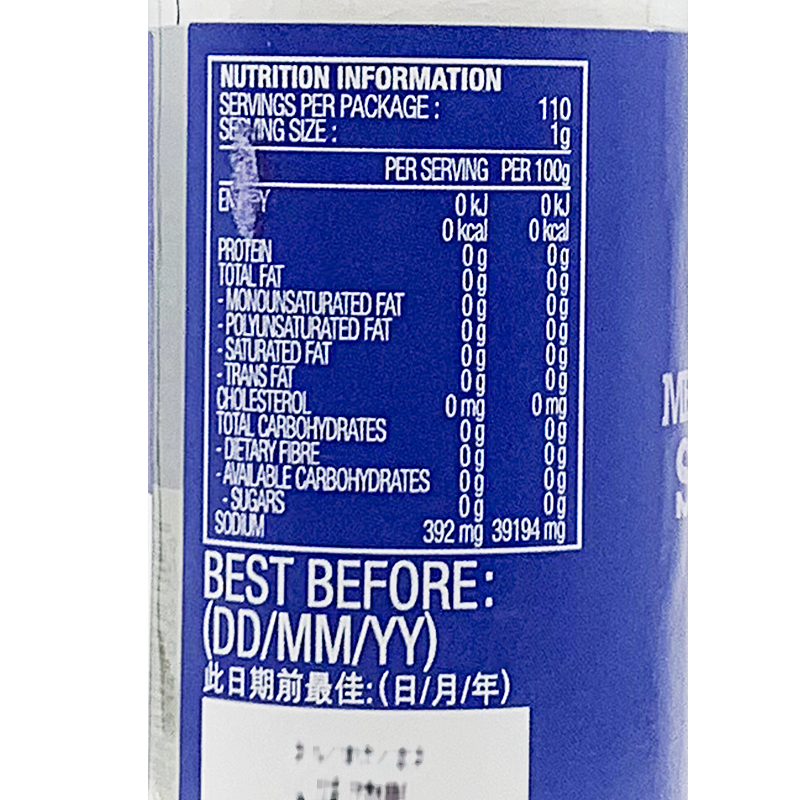 NUTRITION INFORMATION
SERVINGS PER PACKAGE : 110
SERVING SIZE : 1g
PER SERVING PER 100g
ENERGY 0 kJ 0 kJ
0 kcal 0 kcal
PROTEIN 0 g 0 g
TOTAL FAT 0 g 0 g
- MONOUNSATURATED FAT 0 g 0 g
- POLYUNSATURATED FAT 0 g 0 g
- SATURATED FAT 0 g 0 g
- TRANS FAT 0 g 0 g
CHOLESTEROL 0 mg 0 mg
TOTAL CARBOHYDRATES 0 g 0 g
- DIETARY FIBRE 0 g 0 g
- AVAILABLE CARBOHYDRATES 0 g 0 g
- SUGARS 0 g 0 g
SODIUM 392 mg 39194 mg
BEST BEFORE:
(DD/MM/YY)
此日期前最佳:(日/月/年)